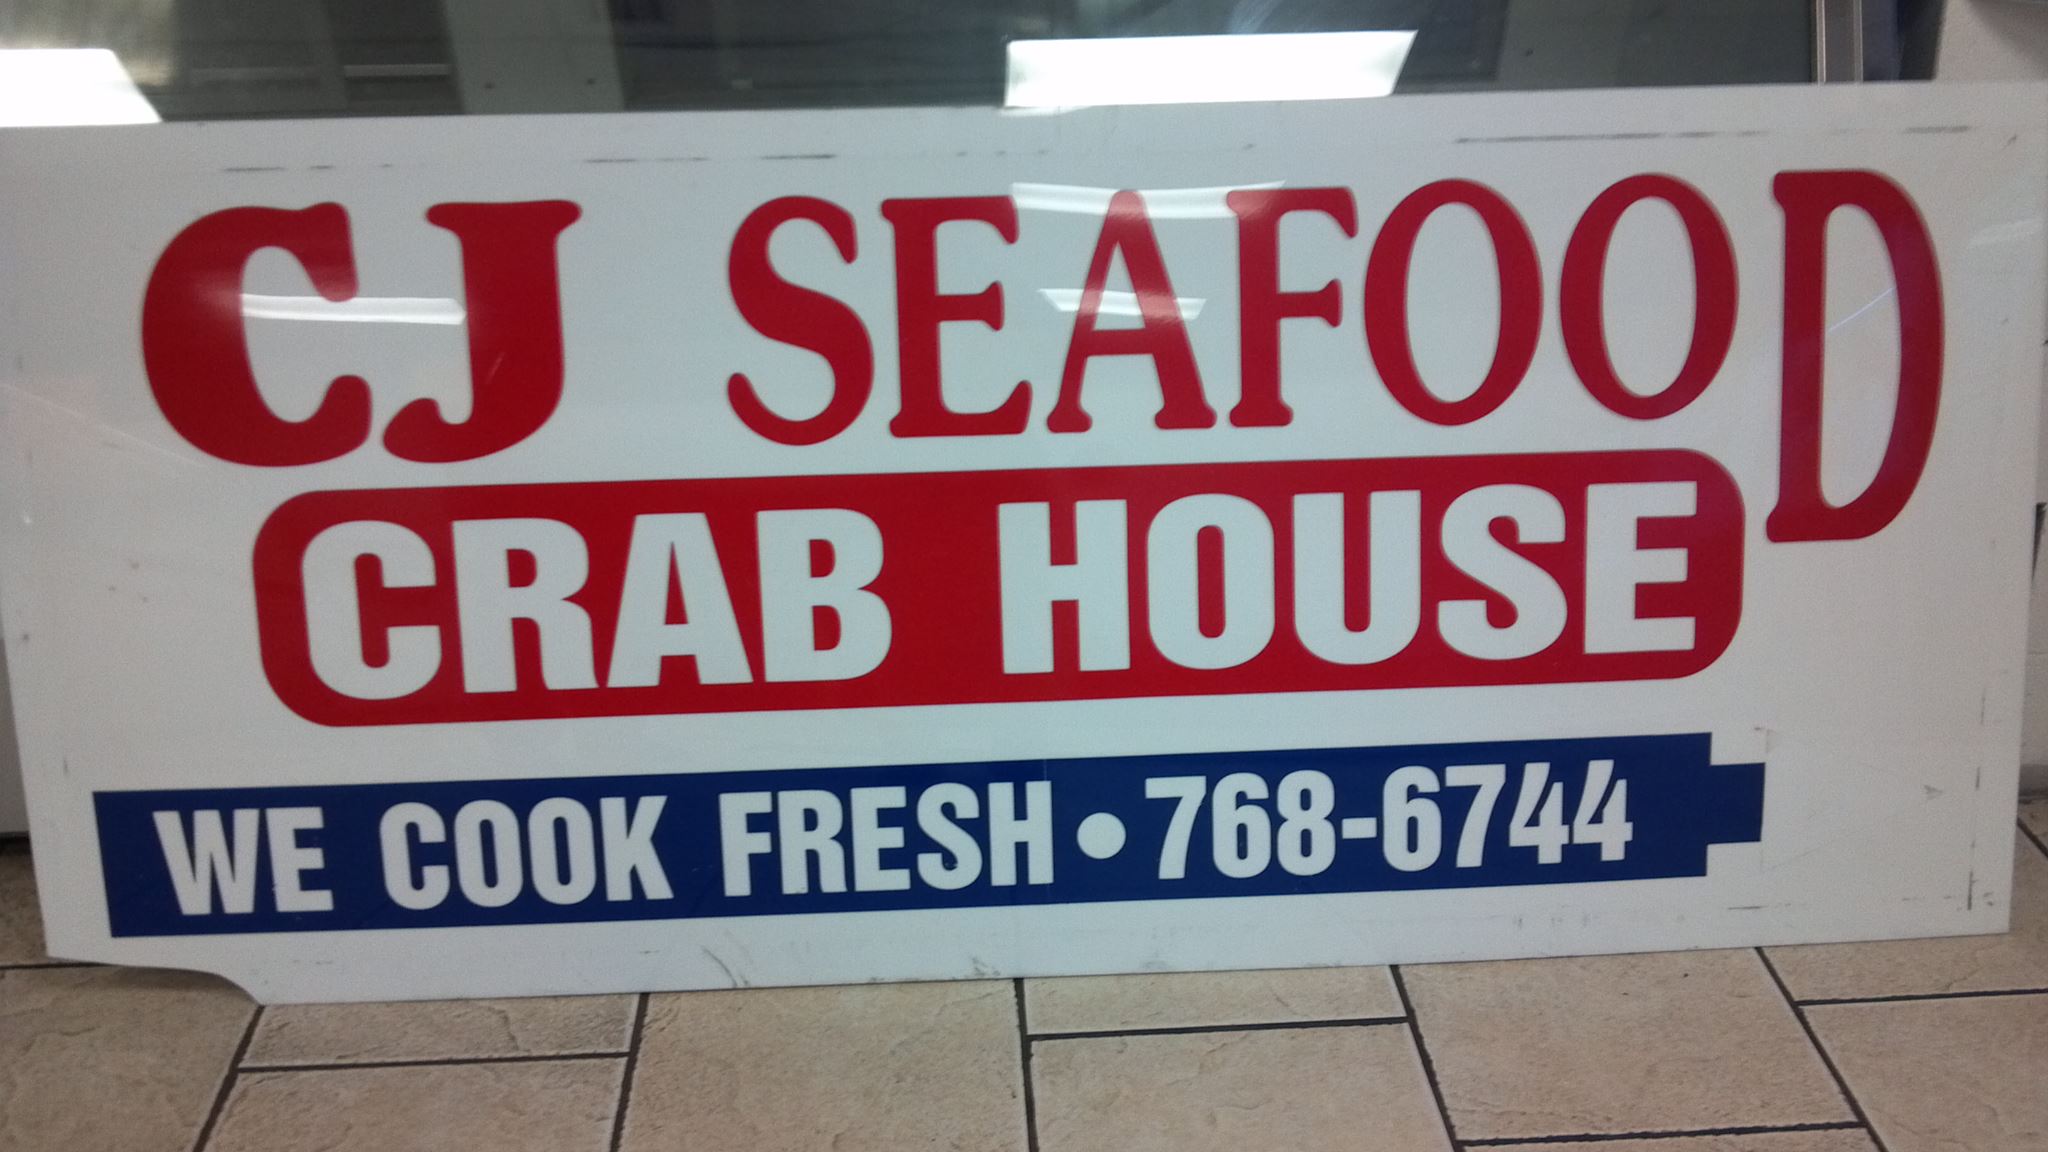 CJ SEAFOOD
CRAB HOUSE
WE COOK FRESH • 768-6744